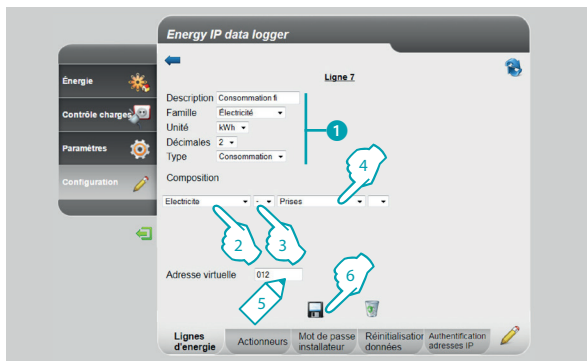 Energy IP data logger
Ligne 7
Énergie
Contrôle charges
Paramètres
Configuration
Description Consommation fi
Famille Électricité
Unité kWh
Décimales 2
Type Consommation
1
Composition
4
Electricite - Prises
2
3
Adresse virtuelle 012
5
6
Lignes d'energie
Actionneurs
Mot de passe installateur
Réinitialisation données
Authentification adresses IP